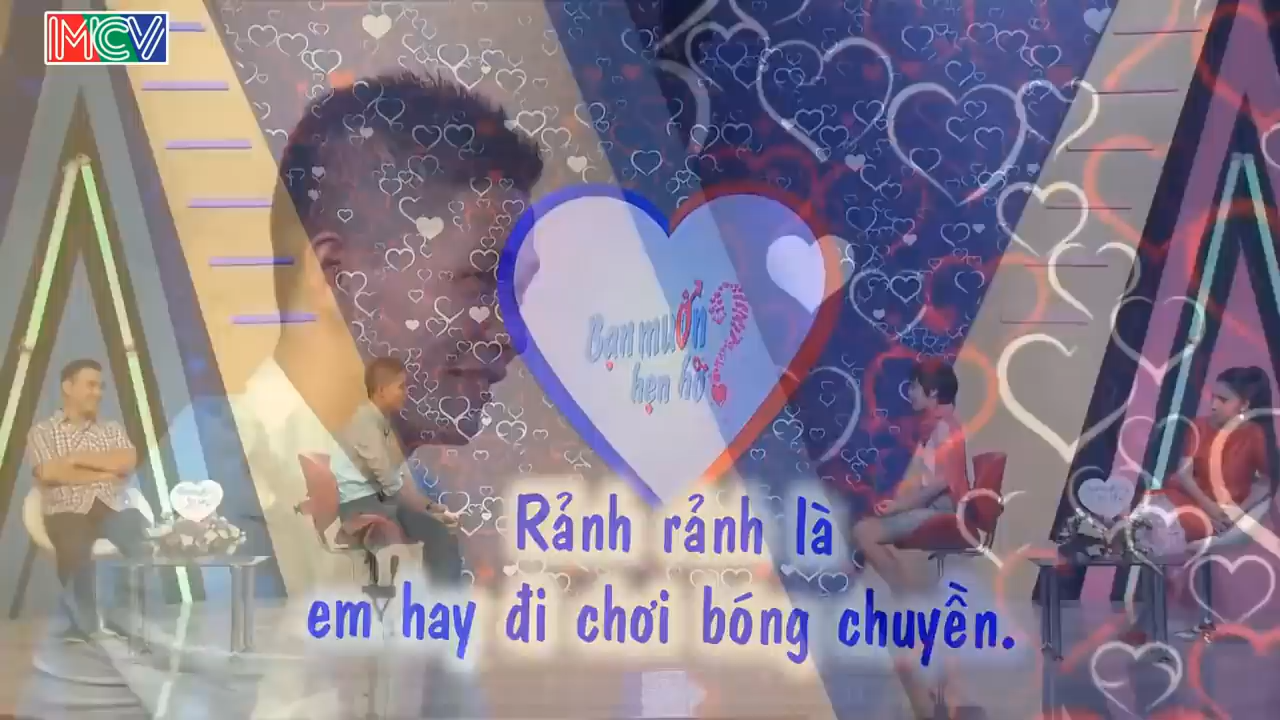 MCV
Bạn muốn
hẹn hò?
Rảnh rảnh là
em hay đi chơi bóng chuyền.